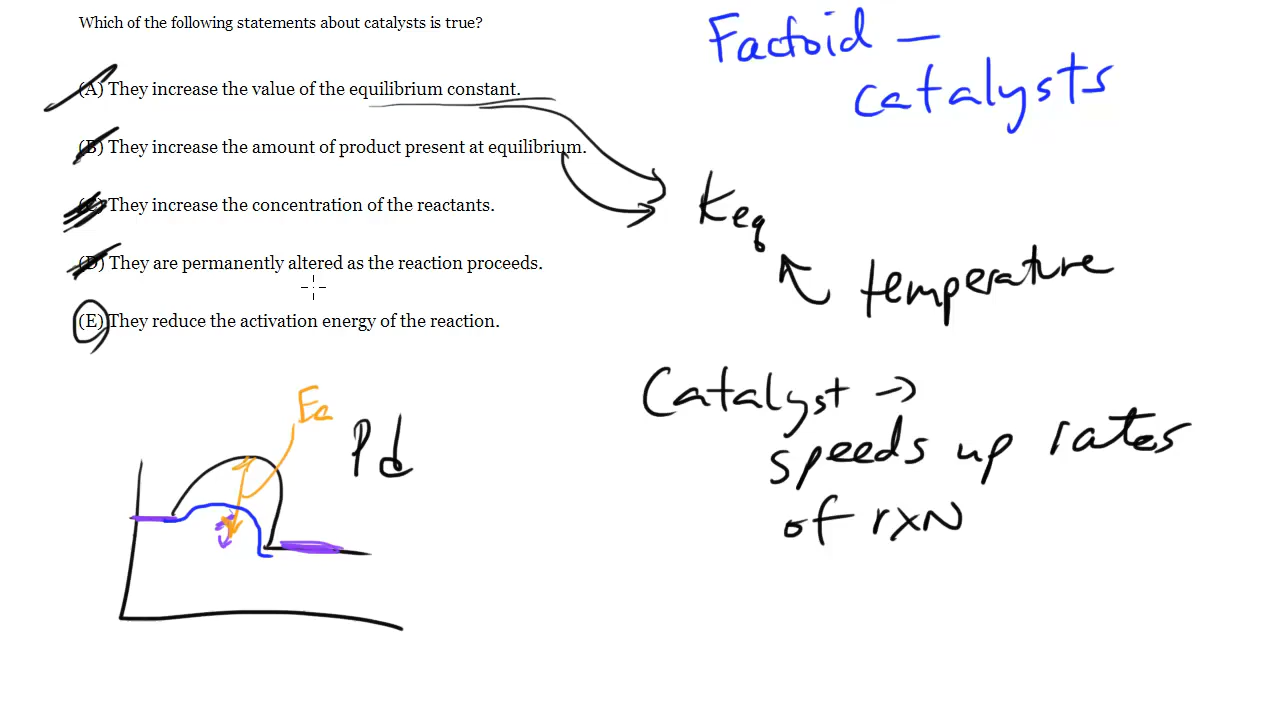 Which of the following statements about catalysts is true?
(A) They increase the value of the equilibrium constant.
(B) They increase the amount of product present at equilibrium.
(C) They increase the concentration of the reactants.
(D) They are permanently altered as the reaction proceeds.
(E) They reduce the activation energy of the reaction.
Factoid —
catalysts
Keq
temperature
Catalyst →
speeds up rates
of rxN
Ea
Pd